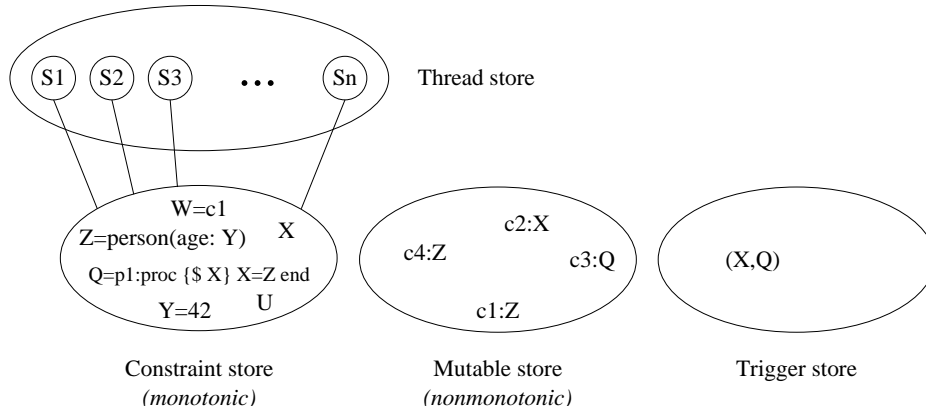 S1 S2 S3 ... Sn Thread store
W=c1
Z=person(age: Y) X
Q=p1:proc {$ X} X=Z end
Y=42 U
c2:X
c4:Z c3:Q
c1:Z
(X,Q)
Constraint store Mutable store Trigger store
(monotonic) (nonmonotonic)